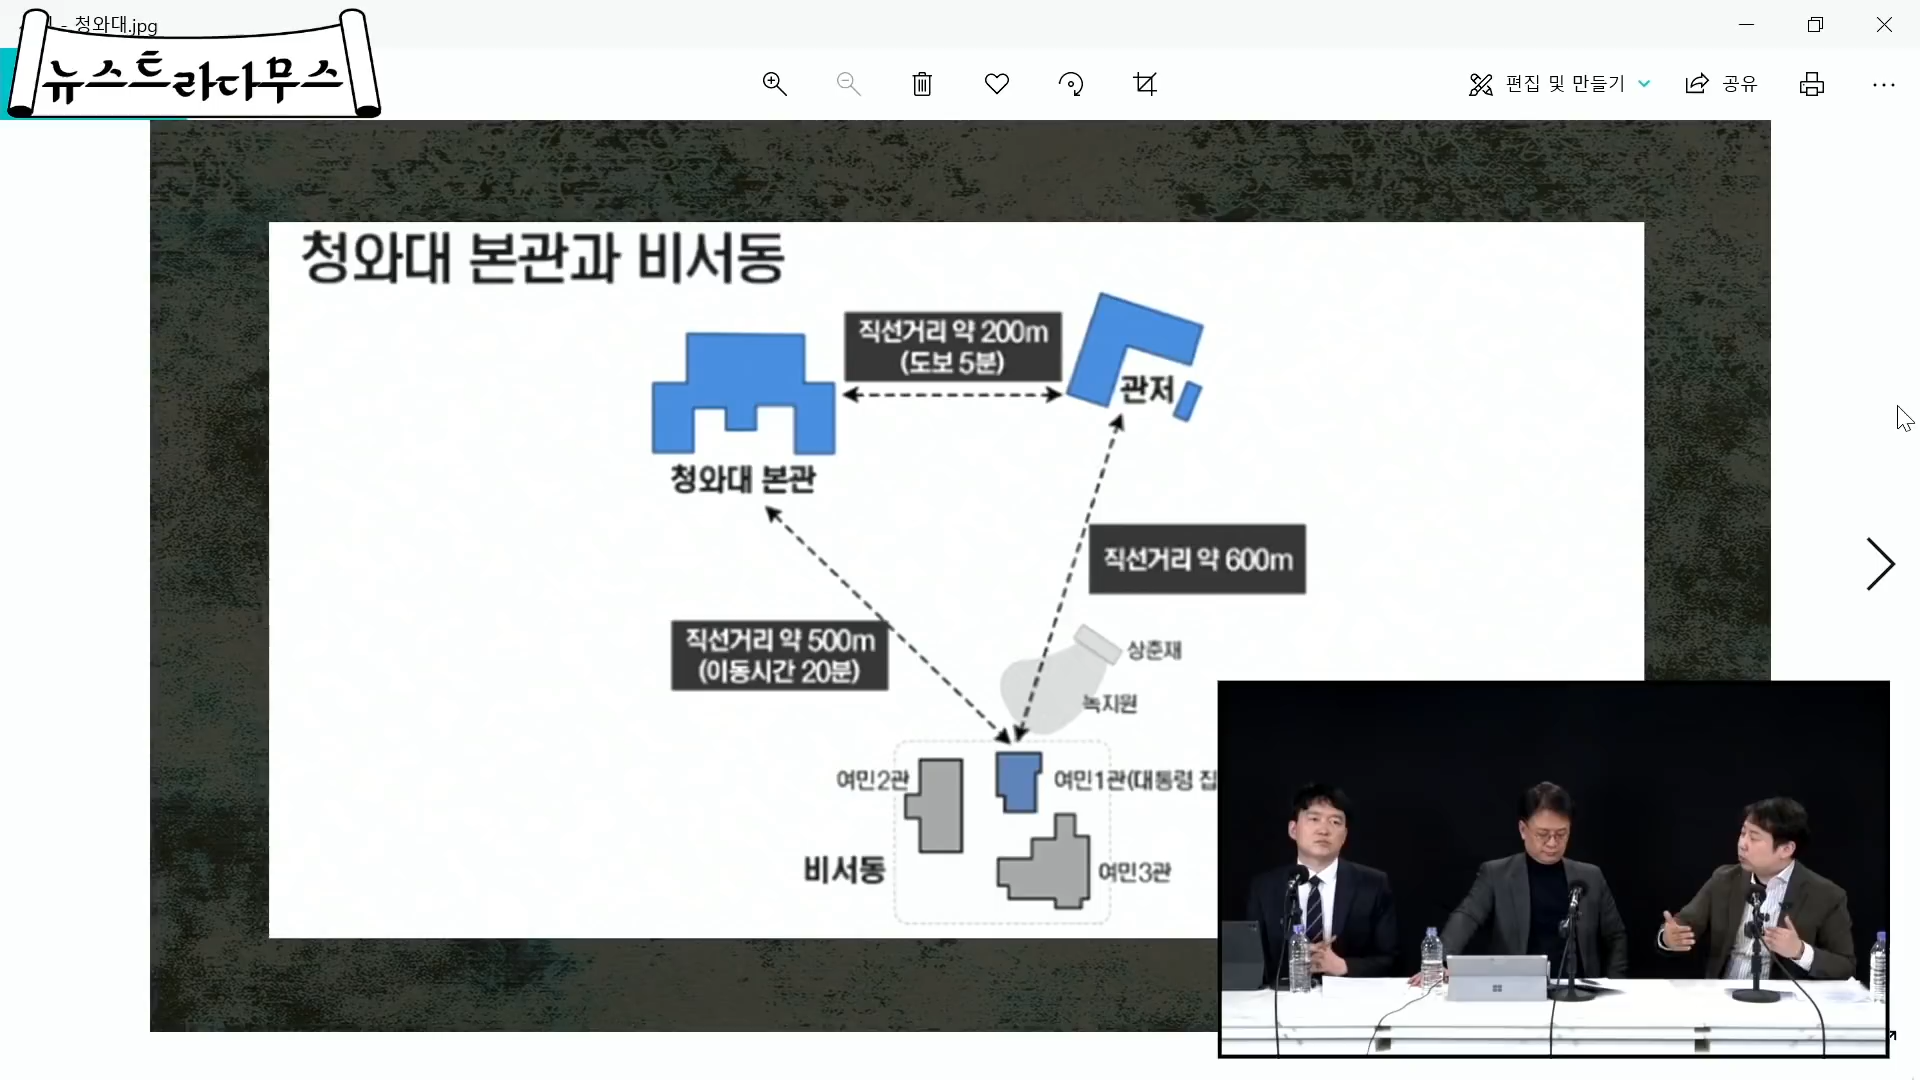 청와대.jpg
뉴스트라다무스
편집 및 만들기
공유
청와대 본관과 비서동
직선거리 약 200m
(도보 5분)
관저
청와대 본관
직선거리 약 600m
직선거리 약 500m
(이동시간 20분)
상춘재
녹지원
여민2관
여민1관(대통령 집
비서동
여민3관